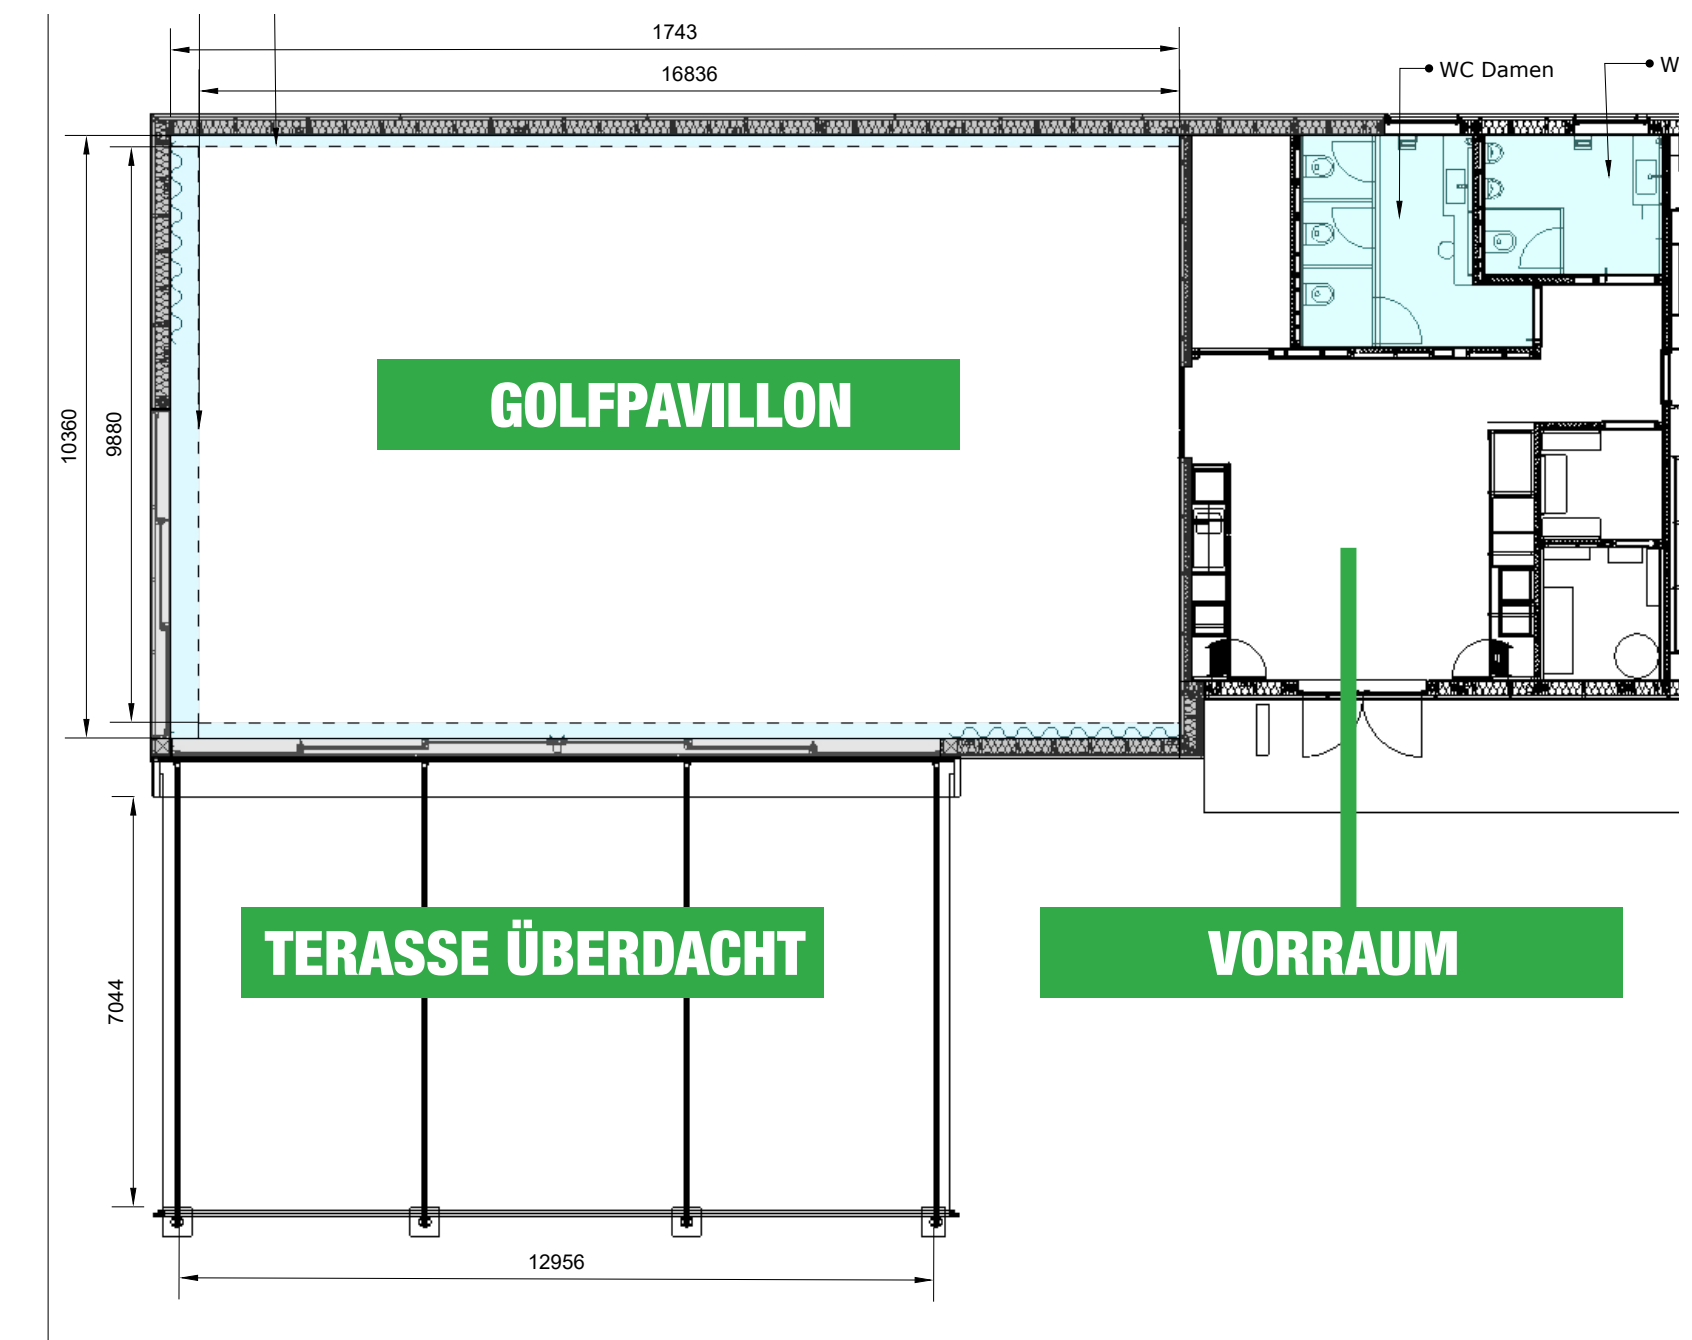 1743
16836
WC Damen
W
10360
9880
GOLFPAVILLON
TERASSE ÜBERDACHT
VORRAUM
7044
12956